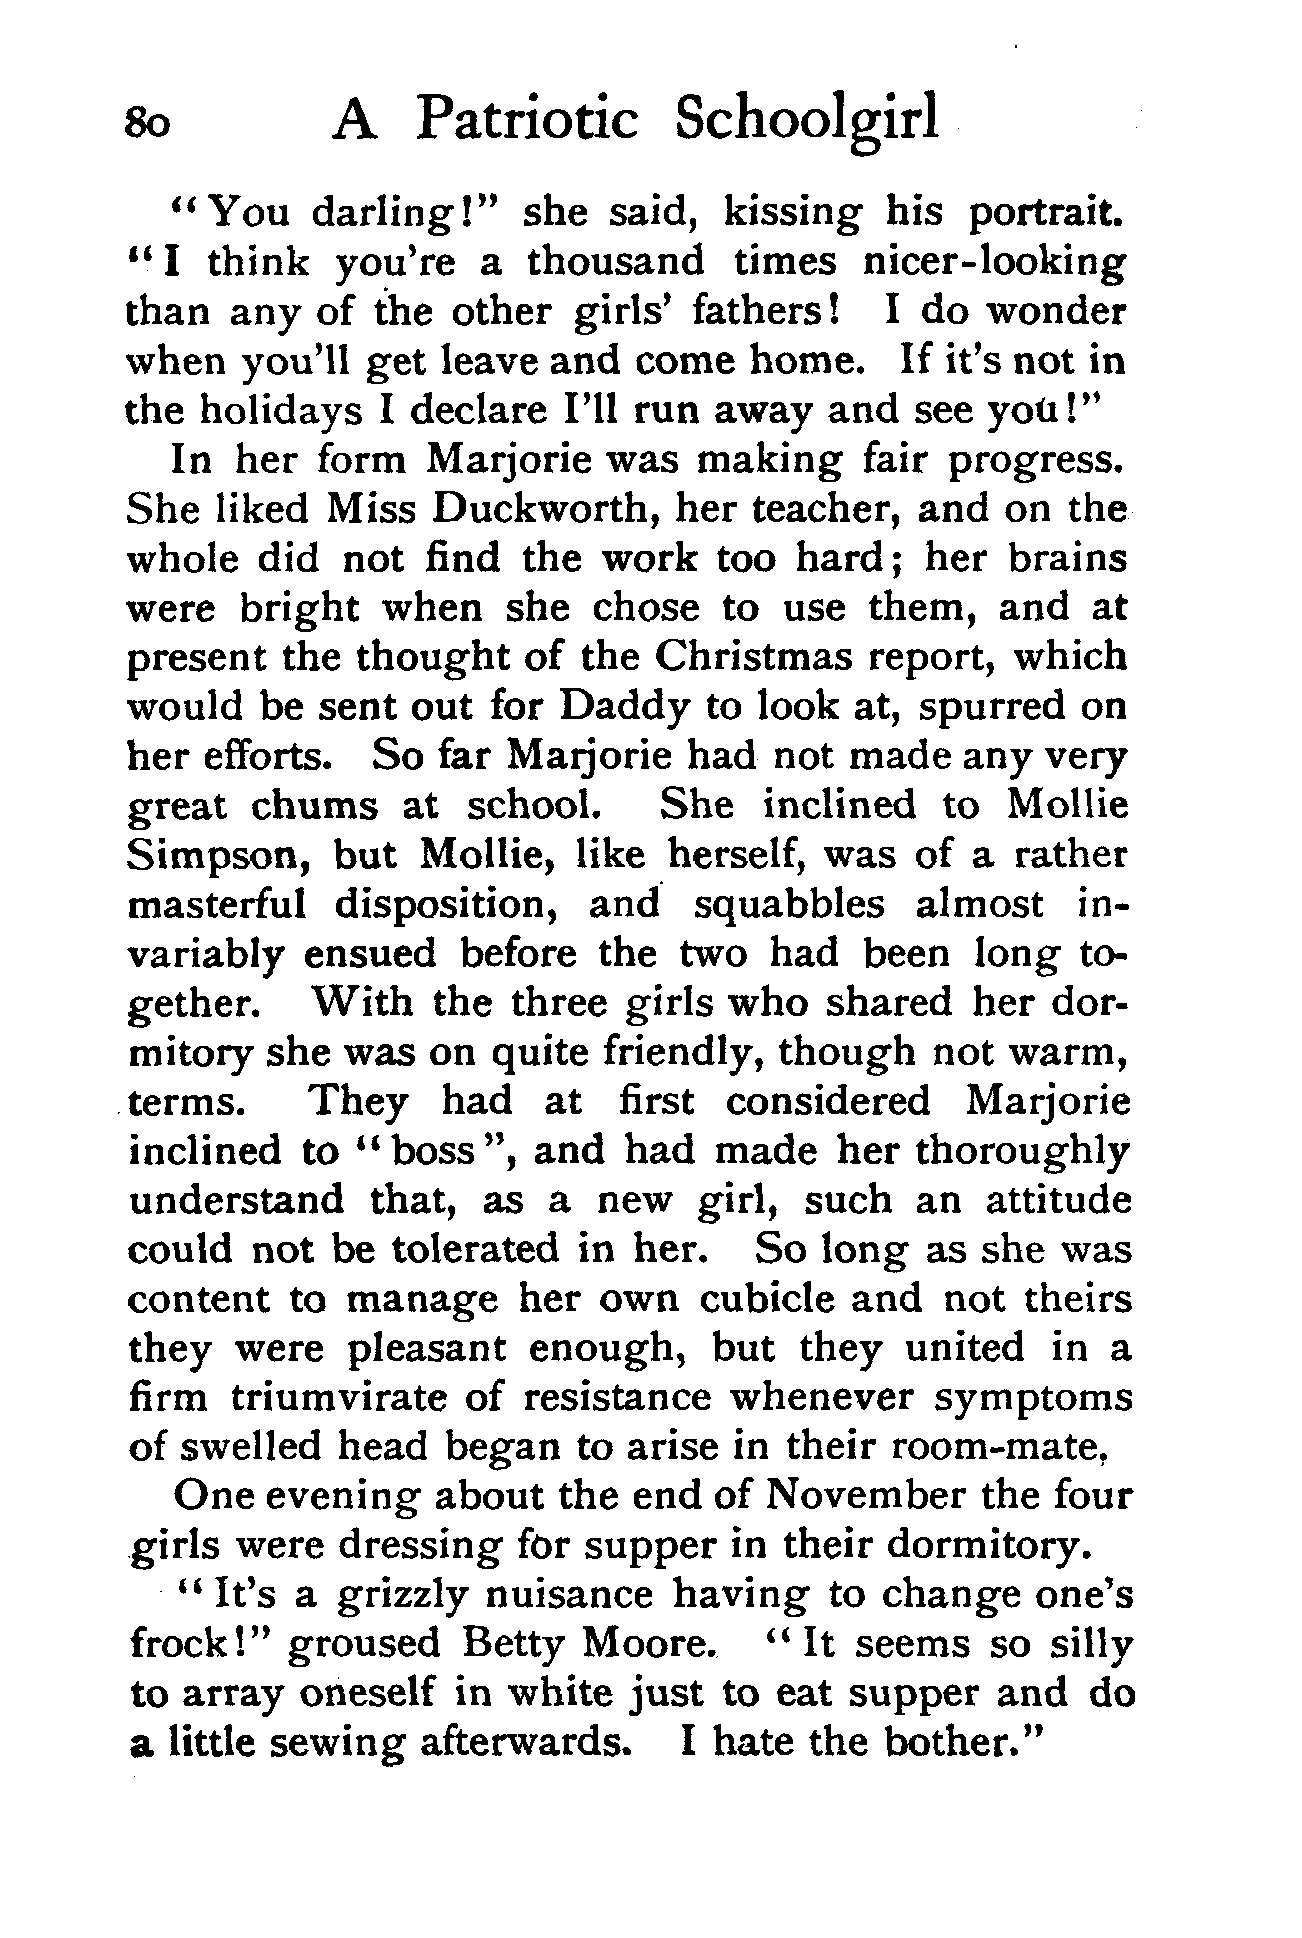 80 A Patriotic Schoolgirl
"You darling!" she said, kissing his portrait.
"I think you're a thousand times nicer-looking
than any of the other girls' fathers! I do wonder
when you'll get leave and come home. If it's not in
the holidays I declare I'll run away and see you!"
In her form Marjorie was making fair progress.
She liked Miss Duckworth, her teacher, and on the
whole did not find the work too hard; her brains
were bright when she chose to use them, and at
present the thought of the Christmas report, which
would be sent out for Daddy to look at, spurred on
her efforts. So far Marjorie had not made any very
great chums at school. She inclined to Mollie
Simpson, but Mollie, like herself, was of a rather
masterful disposition, and squabbles almost in-
variably ensued before the two had been long to-
gether. With the three girls who shared her dor-
mitory she was on quite friendly, though not warm,
terms. They had at first considered Marjorie
inclined to "boss", and had made her thoroughly
understand that, as a new girl, such an attitude
could not be tolerated in her. So long as she was
content to manage her own cubicle and not theirs
they were pleasant enough, but they united in a
firm triumvirate of resistance whenever symptoms
of swelled head began to arise in their room-mate.
One evening about the end of November the four
girls were dressing for supper in their dormitory.
"It's a grizzly nuisance having to change one's
frock!" groused Betty Moore. "It seems so silly
to array oneself in white just to eat supper and do
a little sewing afterwards. I hate the bother."